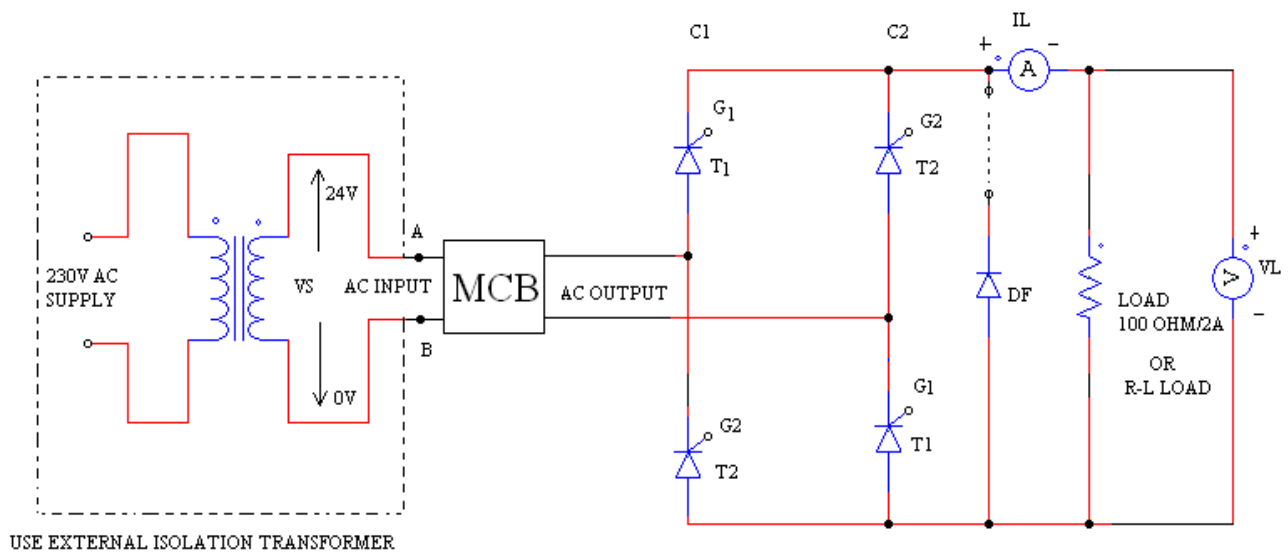 C1
C2
IL
+
−
A
G1
T1
G2
T2
24V
230V AC
SUPPLY
VS
0V
A
AC INPUT
B
MCB
AC OUTPUT
DF
LOAD
100 OHM/2A
OR
R-L LOAD
+
V
VL
−
G2
T2
G1
T1
USE EXTERNAL ISOLATION TRANSFORMER